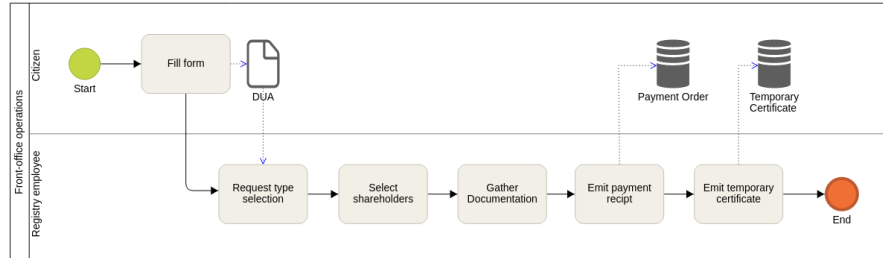 Front-office operations
Citizen
Start
Fill form
DUA
Payment Order
Temporary
Certificate
Registry employee
Request type
selection
Select
shareholders
Gather
Documentation
Emit payment
recipt
Emit temporary
certificate
End